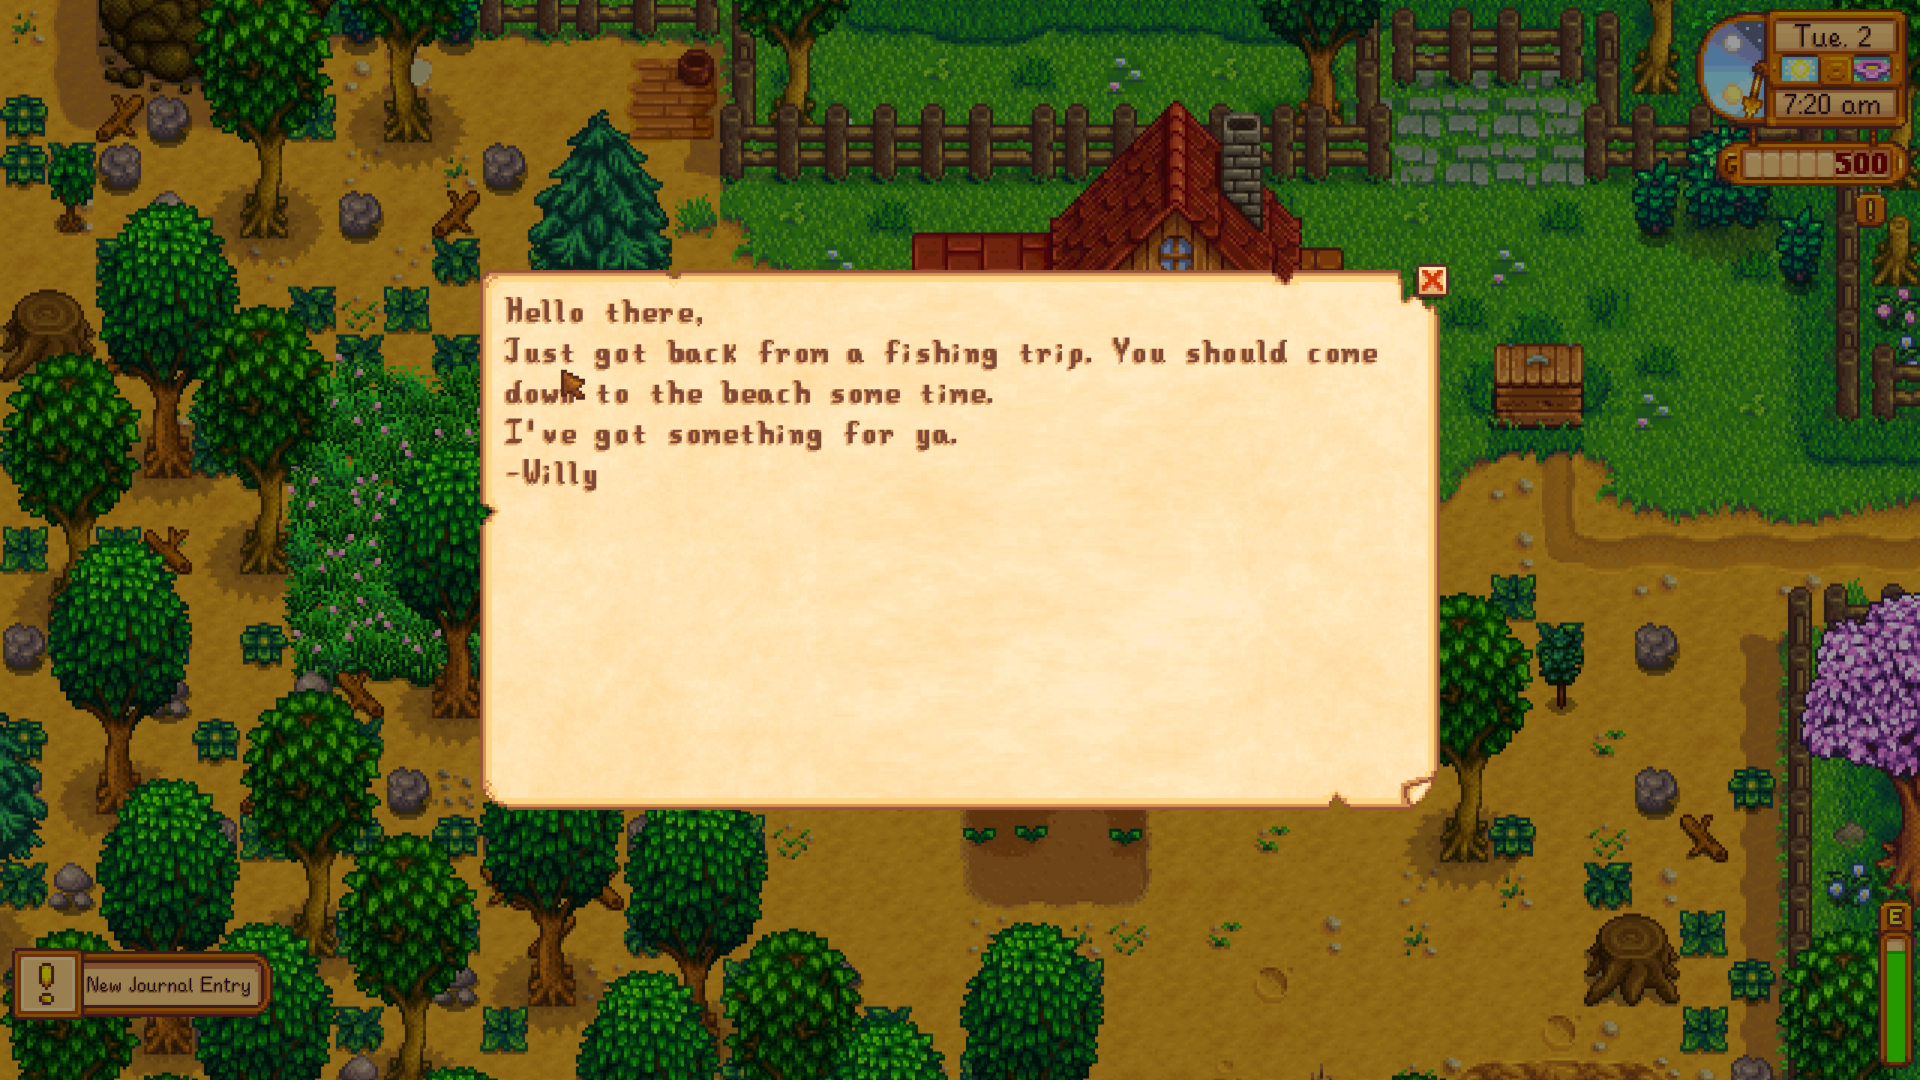 Tue. 2
7:20 am
G 500
Hello there,
Just got back from a fishing trip. You should come
down to the beach some time.
I've got something for ya.
-Willy
! New Journal Entry
E